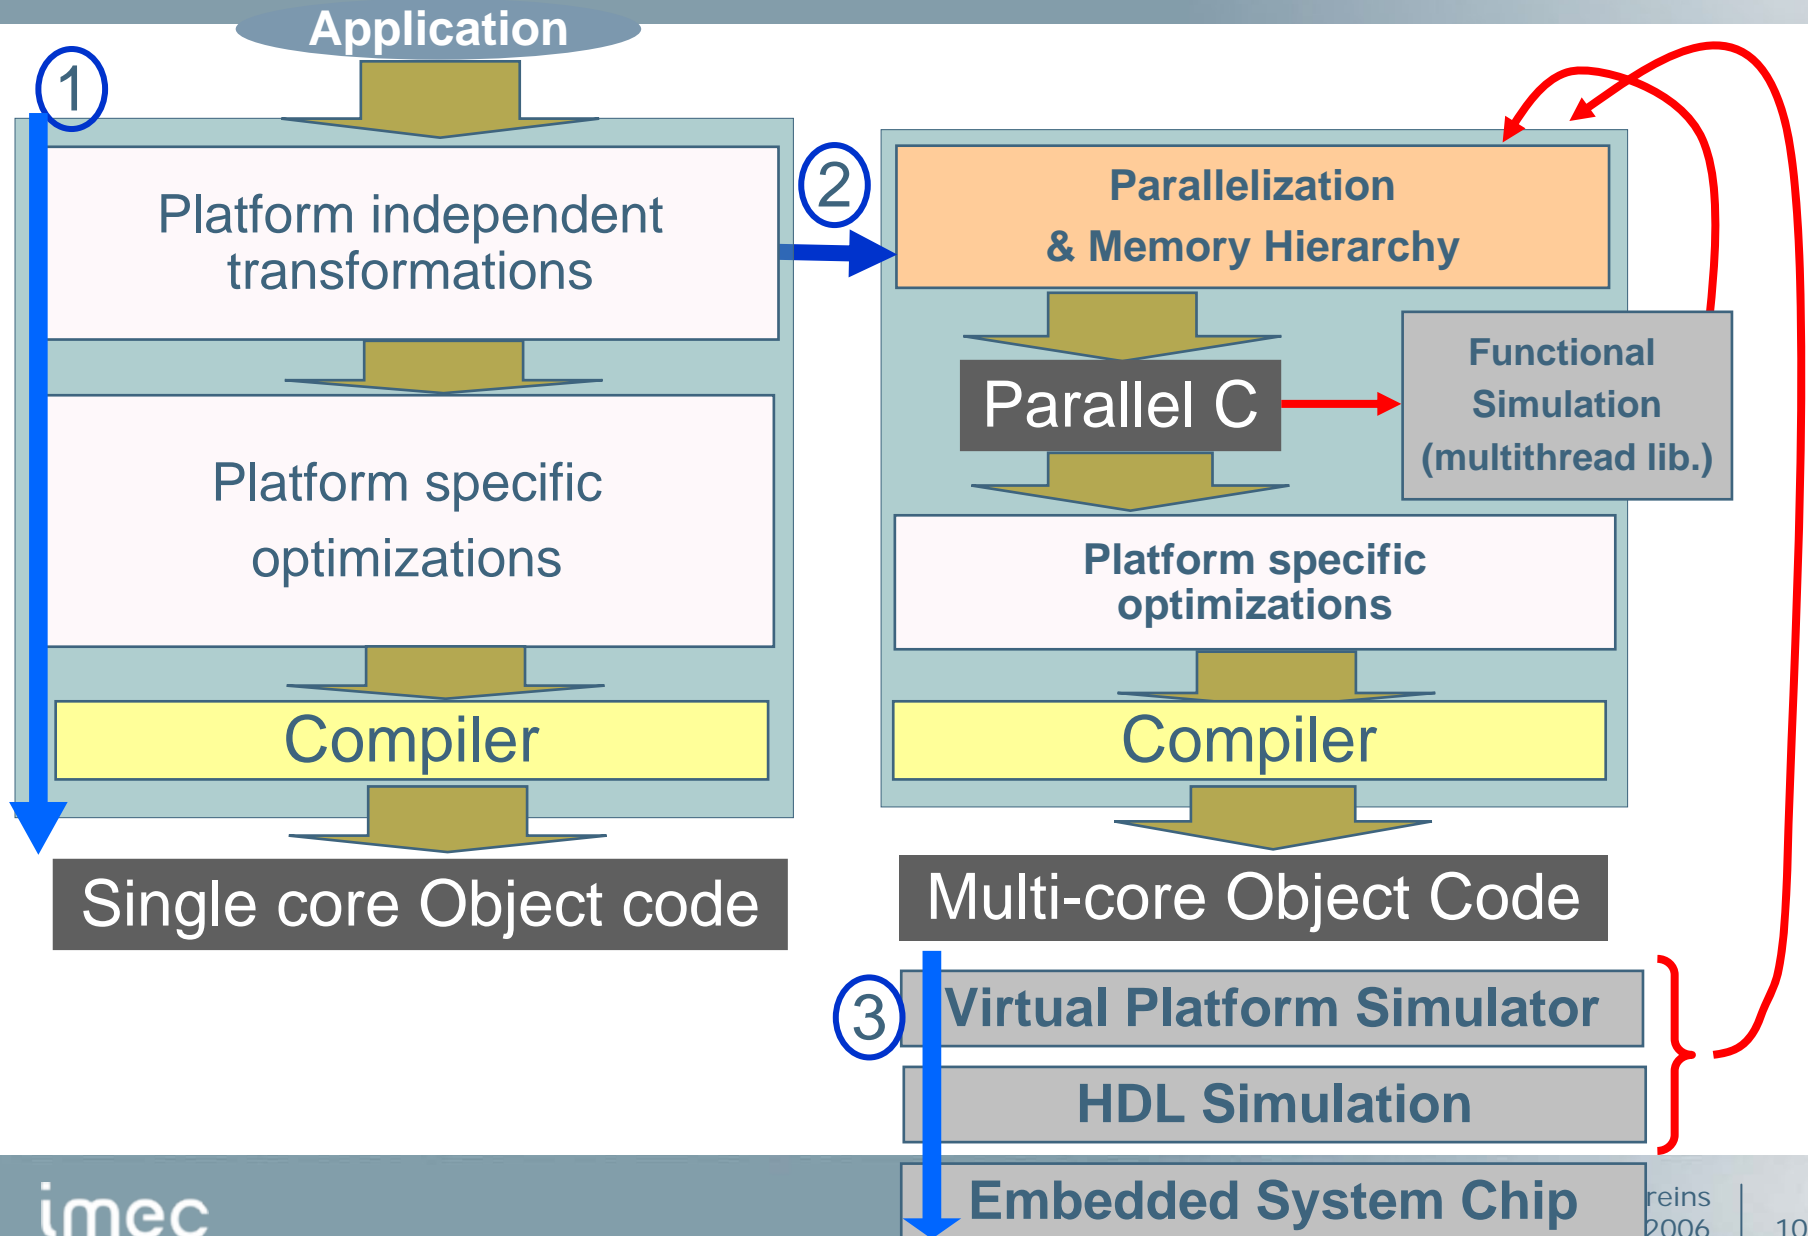 Application
1
Platform independent
transformations
Platform specific
optimizations
Compiler
Single core Object code
2
Parallelization
& Memory Hierarchy
Parallel C
Functional
Simulation
(multithread lib.)
Platform specific
optimizations
Compiler
Multi-core Object Code
3
Virtual Platform Simulator
HDL Simulation
Embedded System Chip
imec
reins
2006
10